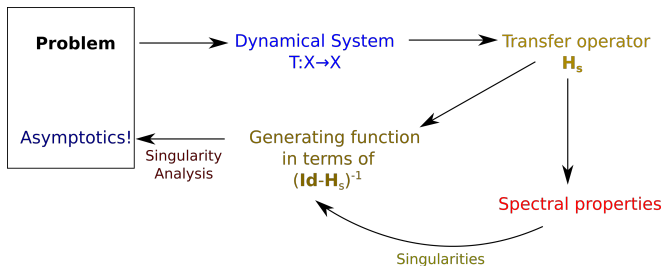 Problem
Dynamical System
T:X→X
Transfer operator
Hₛ
Asymptotics!
Singularity
Analysis
Generating function
in terms of
(Id-Hₛ)⁻¹
Spectral properties
Singularities